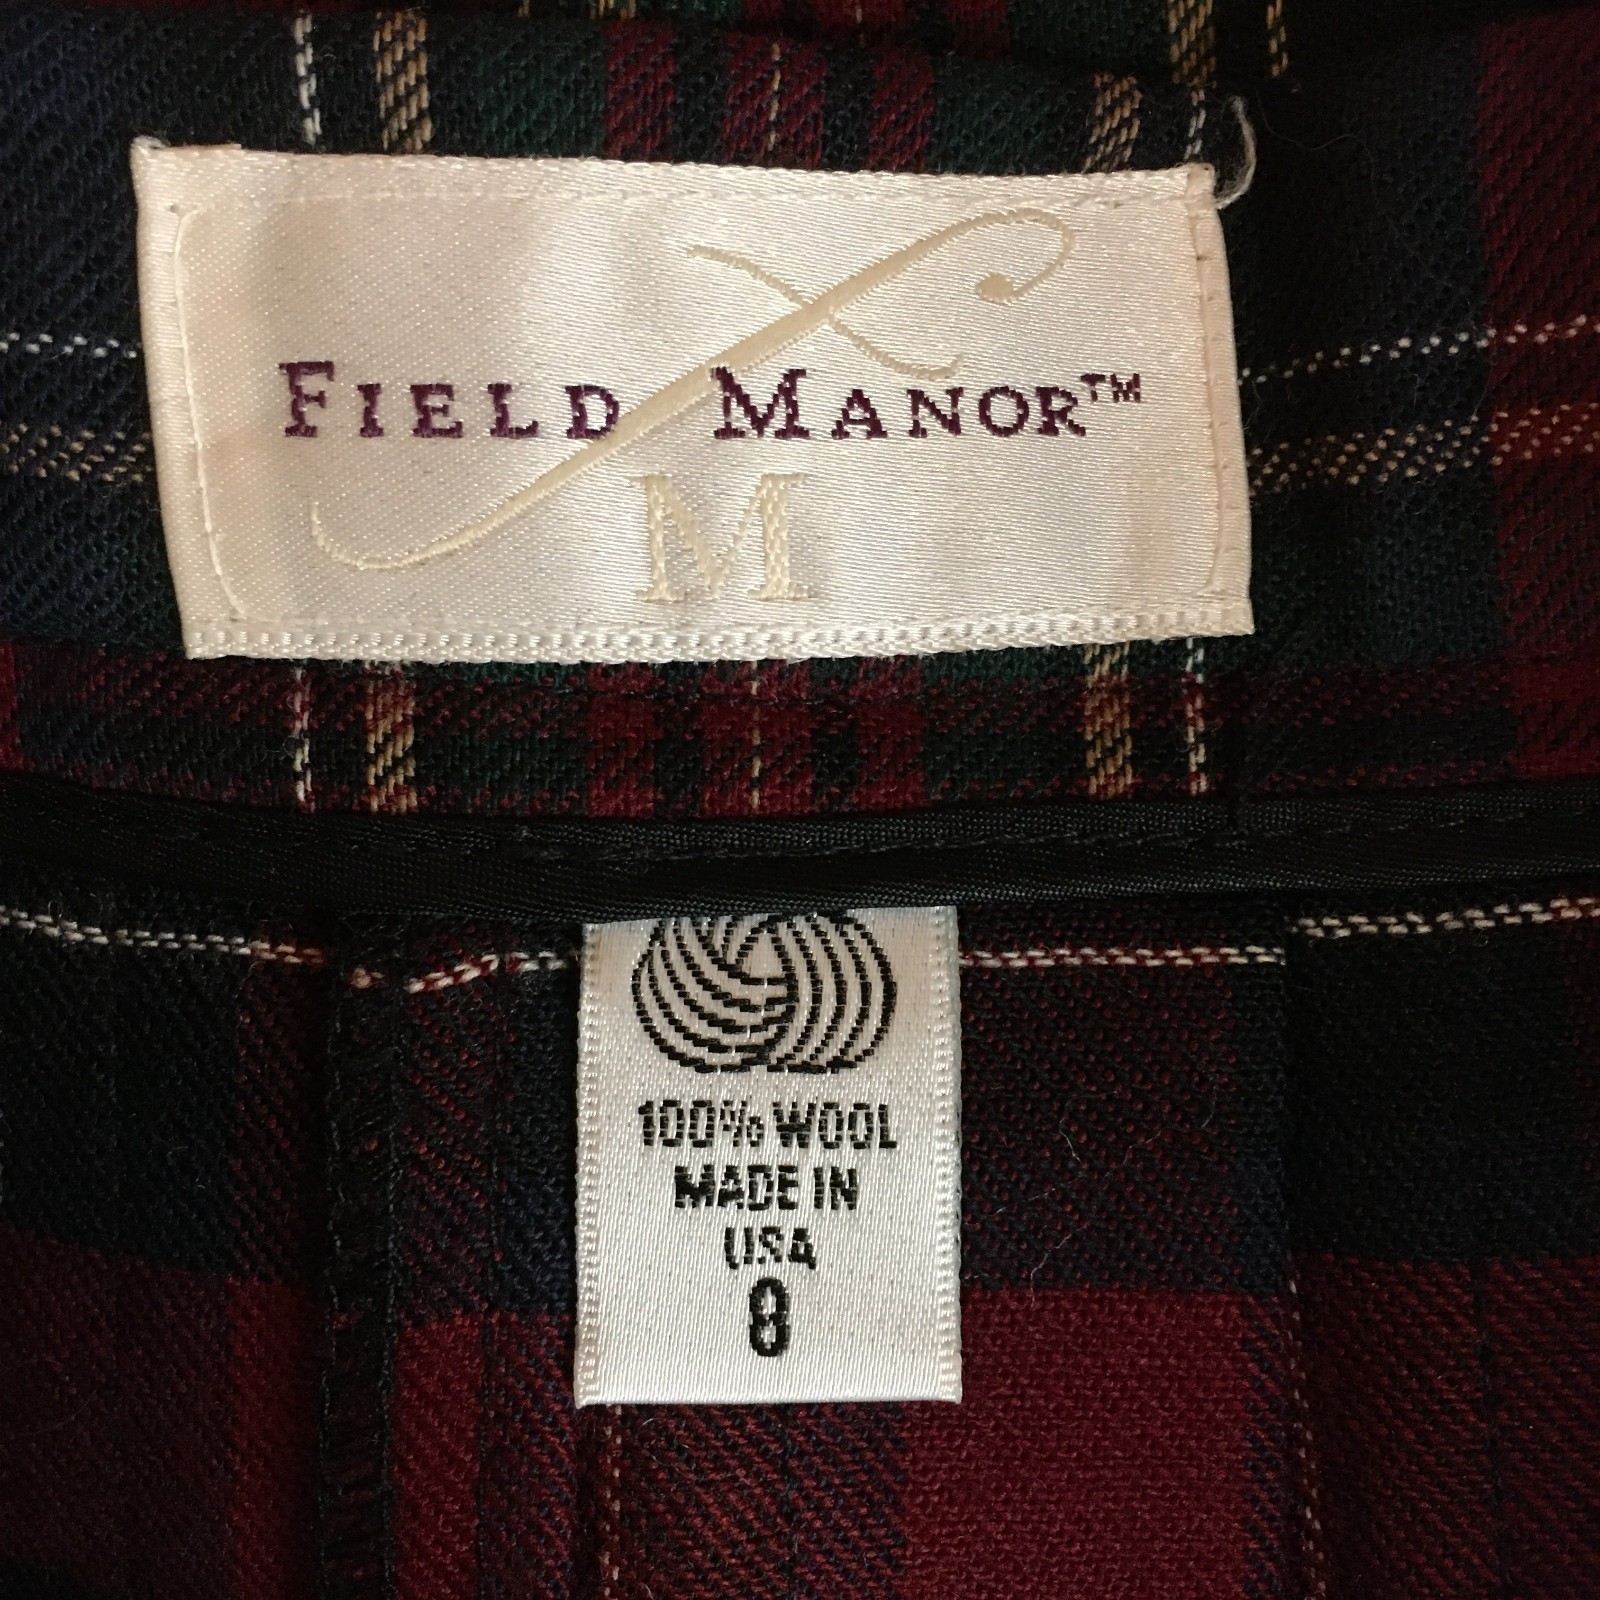 FIELD MANOR™
M
100% WOOL
MADE IN
USA
8